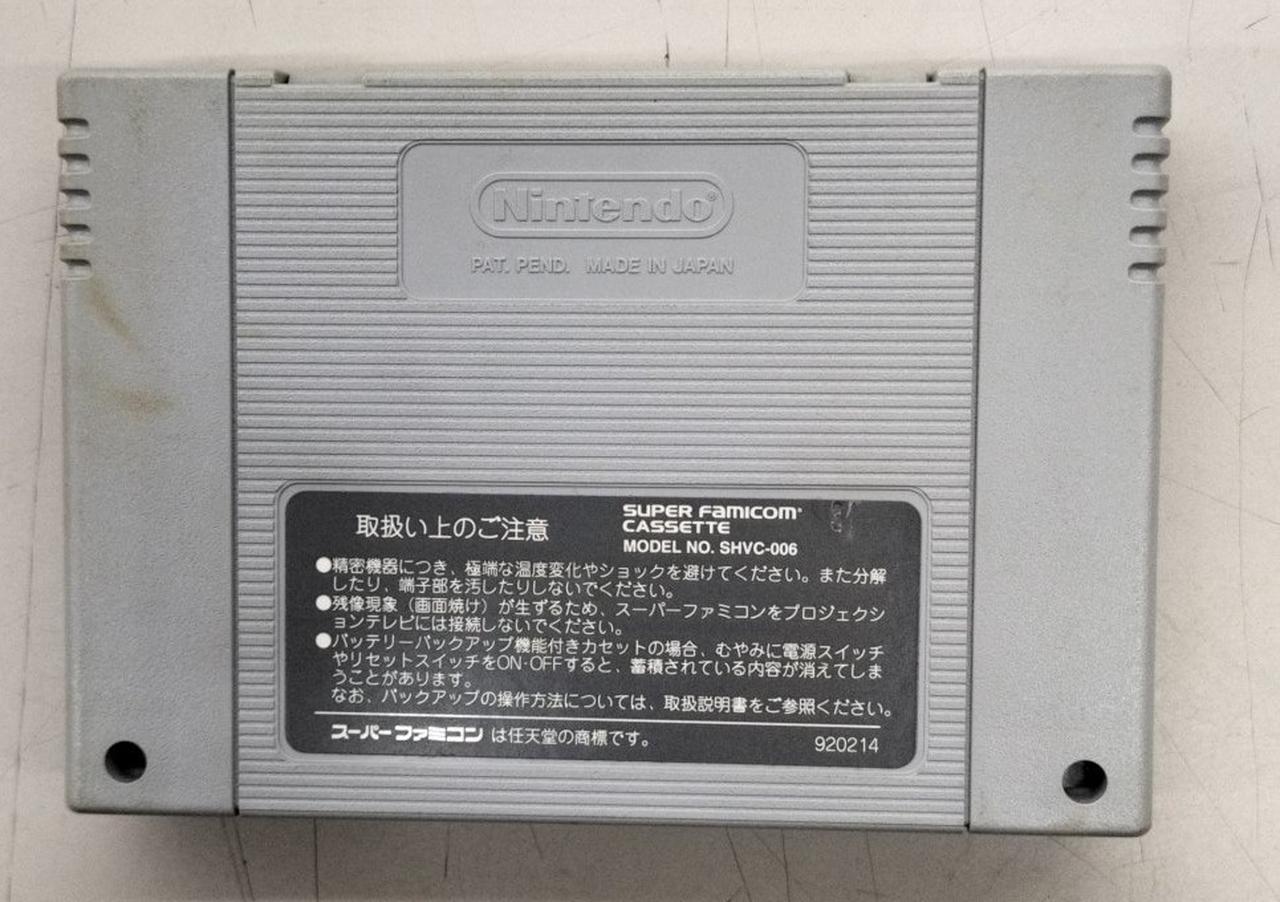 Nintendo®
PAT. PEND. MADE IN JAPAN
取扱い上のご注意
SUPER FAMICOM®
CASSETTE
MODEL NO. SHVC-006
●精密機器につき、極端な温度変化やショックを避けてください。また分解
したり、端子部を汚したりしないでください。
●残像現象（画面焼け）が生ずるため、スーパーファミコンをプロジェクシ
ョンテレビには接続しないでください。
●バッテリーバックアップ機能付きカセットの場合、むやみに電源スイッチ
やリセットスイッチをON·OFFすると、蓄積されている内容が消えてしま
うことがあります。
なお、バックアップの操作方法については、取扱説明書をご参照ください。
スーパーファミコン は任天堂の商標です。
920214